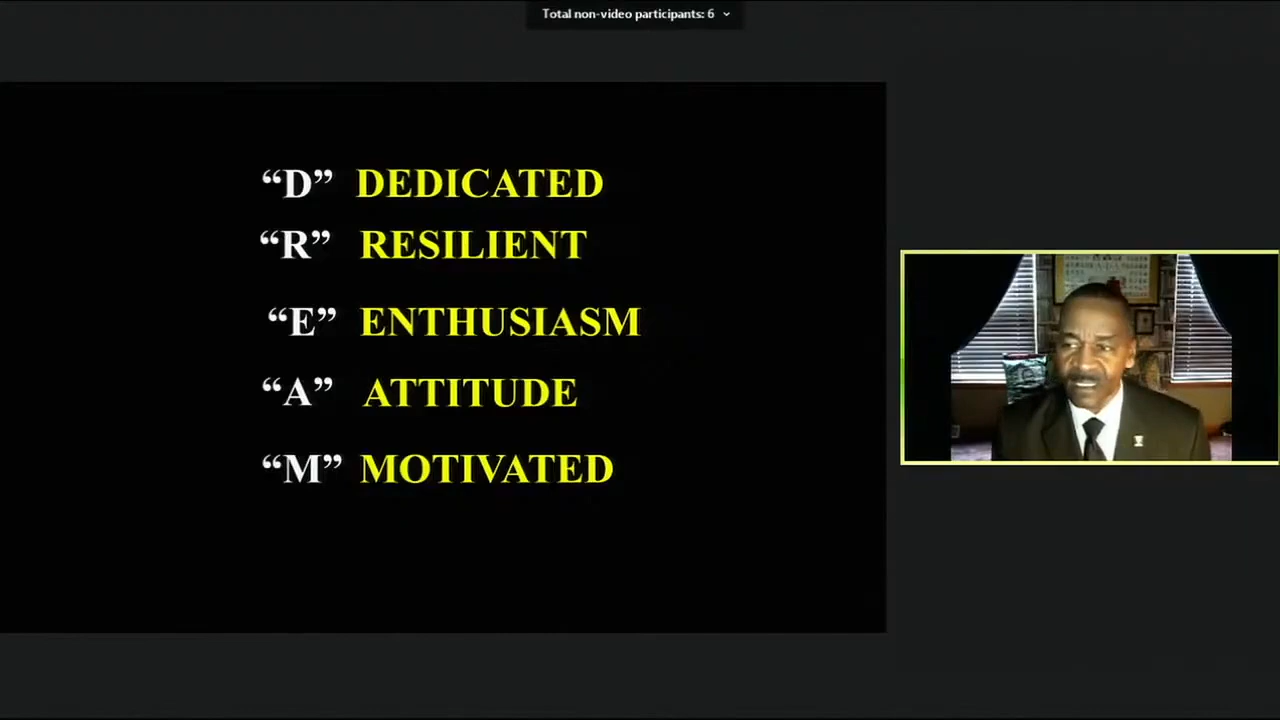 Total non-video participants: 6
“D” DEDICATED
“R” RESILIENT
“E” ENTHUSIASM
“A” ATTITUDE
“M” MOTIVATED